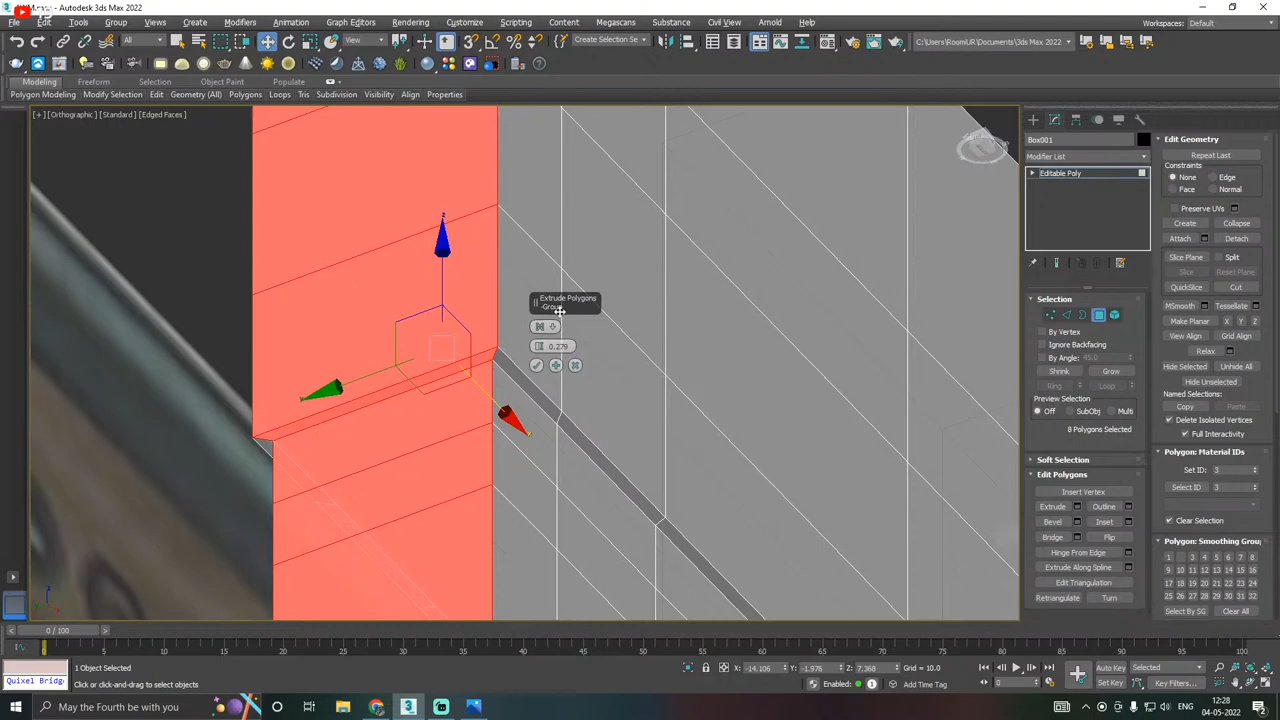 Autodesk 3ds Max 2022
File Edit Tools Group Views Create Modifiers Animation Graph Editors Rendering Customize Scripting Content Megascans Substance Civil View Arnold Help
Workspaces: Default
All View Create Selection Se C:\Users\RoomUR\Documents\3ds Max 2022
Modeling Freeform Selection Object Paint Populate
Polygon Modeling Modify Selection Edit Geometry (All) Polygons Loops Tris Subdivision Visibility Align Properties
[+] [Orthographic] [Standard] [Edged Faces]
Extrude Polygons
-Group
0.279
Box001
Modifier List
Editable Poly
Selection
By Vertex
Ignore Backfacing
By Angle: 45.0
Shrink Grow
Ring Loop
Preview Selection
Off SubObj Multi
8 Polygons Selected
Soft Selection
Edit Polygons
Insert Vertex
Extrude Outline
Bevel Inset
Bridge Flip
Hinge From Edge
Extrude Along Spline
Edit Triangulation
Retriangulate Turn
Edit Geometry
Repeat Last
Constraints
None Edge
Face Normal
Preserve UVs
Create Collapse
Attach Detach
Slice Plane Split
Slice Reset Plane
QuickSlice Cut
MSmooth Tessellate
Make Planar X Y Z
View Align Grid Align
Relax
Hide Selected Unhide All
Hide Unselected
Named Selections:
Copy Paste
Delete Isolated Vertices
Full Interactivity
Polygon: Material IDs
Set ID: 3
Select ID 3
Clear Selection
Polygon: Smoothing Grou
1 2 3 4 5 6 7 8
9 10 11 12 13 14 15 16
17 18 19 20 21 22 23 24
25 26 27 28 29 30 31 32
Select By SG Clear All
0 / 100
0 5 10 15 20 25 30 35 40 45 50 55 60 65 70 75 80 85 90 95 100
1 Object Selected X: -14.106 Y: -1.976 Z: 7.368 Grid = 10.0 Auto Key Selected
Quixel Bridg Click or click-and-drag to select objects Enabled: 1 Add Time Tag 0 Set Key Key Filters...
May the Fourth be with you
ENG
12:28
04-05-2022